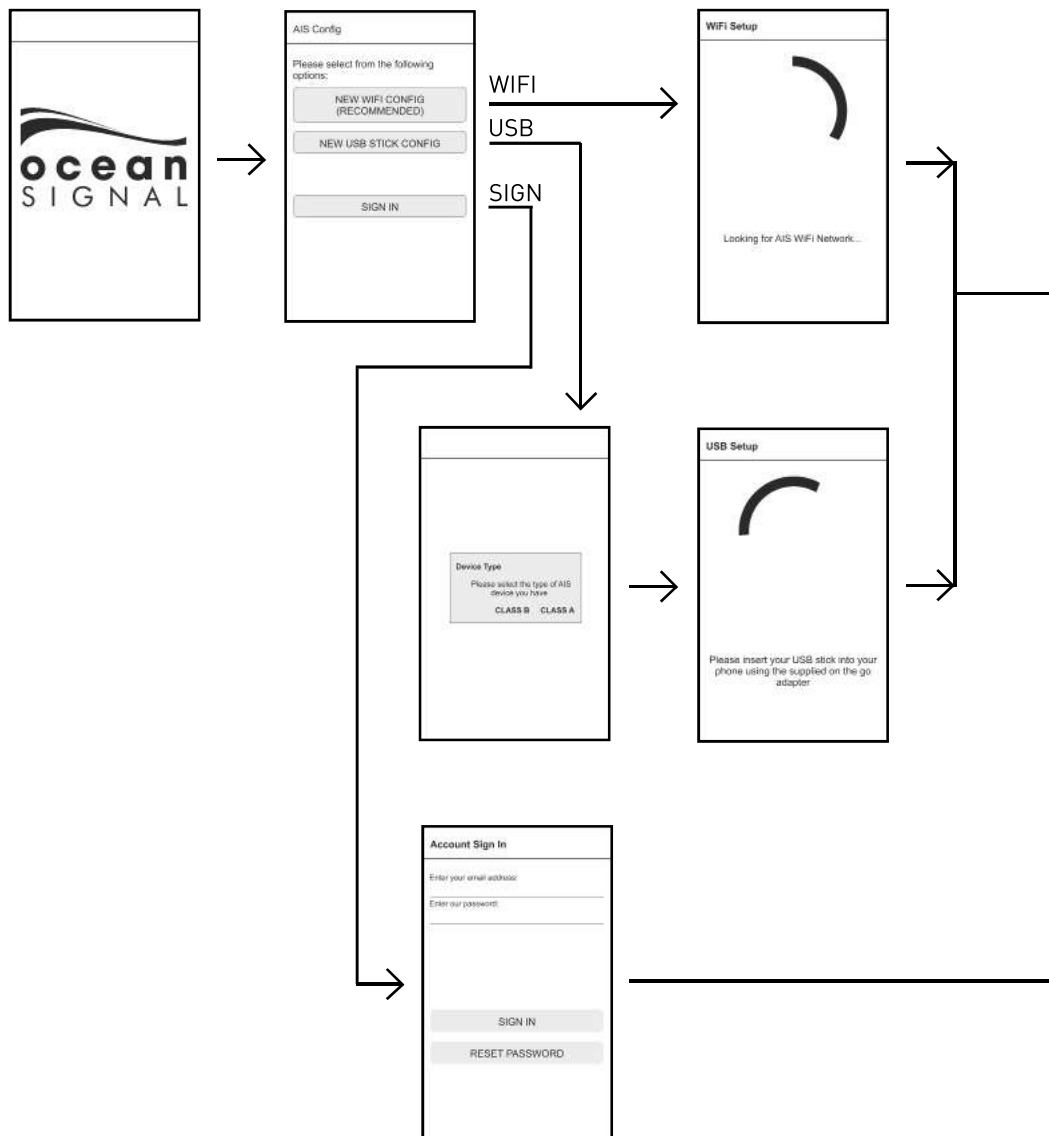 ocean
SIGNAL
AIS Config
Please select from the following
options:
NEW WIFI CONFIG
(RECOMMENDED)
NEW USB STICK CONFIG
SIGN IN
WIFI
USB
SIGN
WiFi Setup
Looking for AIS WiFi Network...
Device Type
Please select the type of AIS
device you have
CLASS B CLASS A
USB Setup
Please insert your USB stick into your
phone using the supplied on the go
adapter
Account Sign In
Enter your email address:
Enter our password:
SIGN IN
RESET PASSWORD